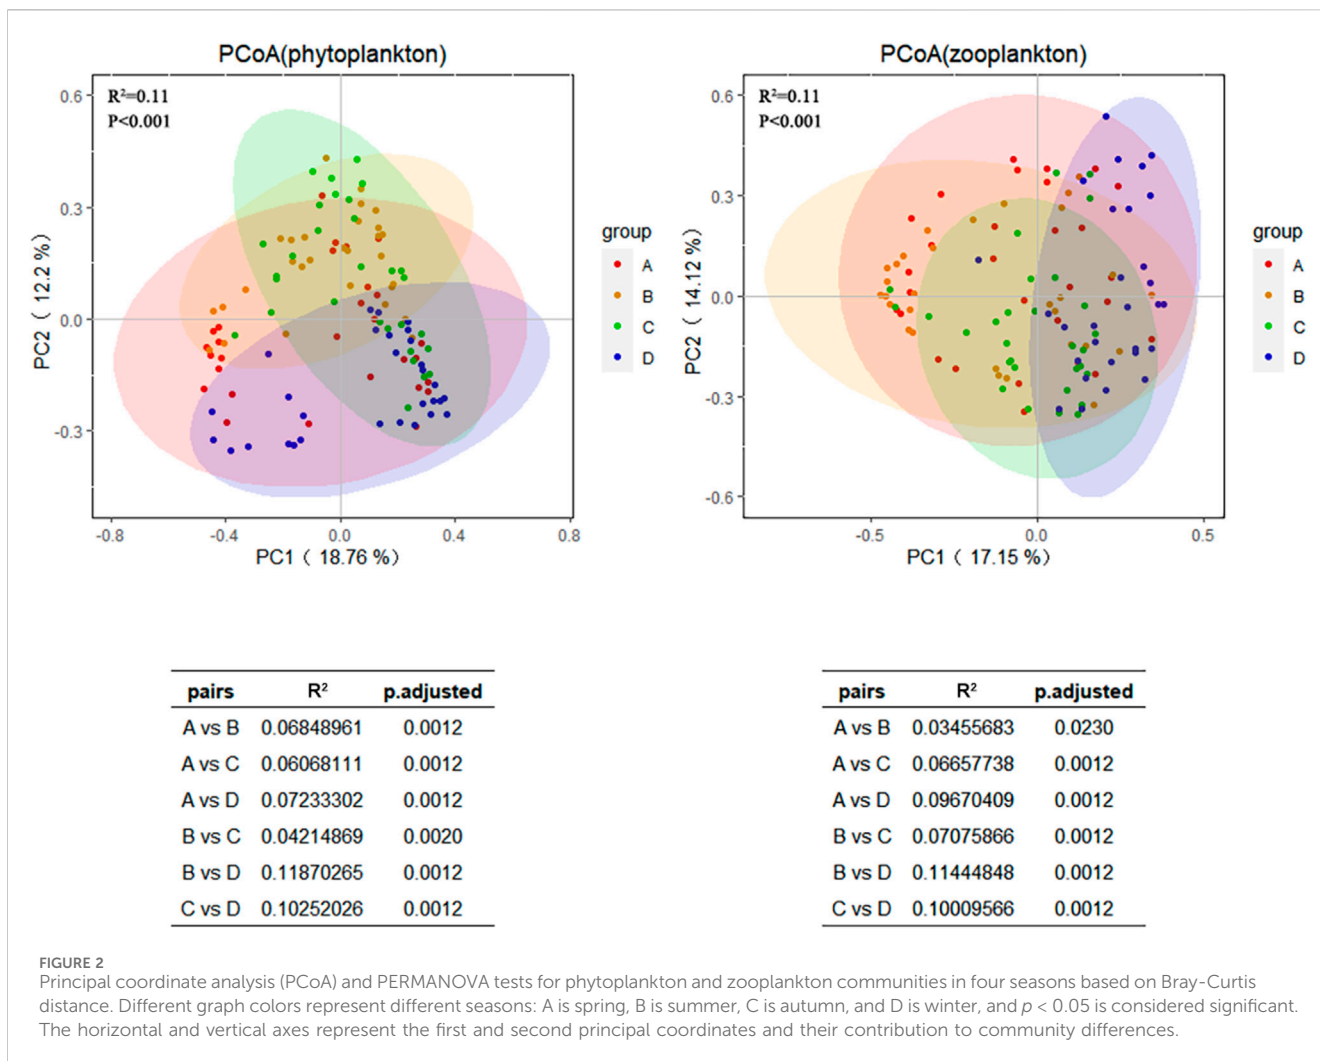 PCoA(phytoplankton)
R²=0.11
P<0.001
0.6
0.3
0.0
-0.3
PC2 ( 12.2 %)
-0.8
-0.4
0.0
0.4
0.8
PC1 ( 18.76 %)
group
A
B
C
D
PCoA(zooplankton)
R²=0.11
P<0.001
0.6
0.3
0.0
-0.3
-0.6
PC2 ( 14.12 %)
-0.5
0.0
0.5
PC1 ( 17.15 %)
group
A
B
C
D
pairs R² p.adjusted
A vs B 0.06848961 0.0012
A vs C 0.06068111 0.0012
A vs D 0.07233302 0.0012
B vs C 0.04214869 0.0020
B vs D 0.11870265 0.0012
C vs D 0.10252026 0.0012
pairs R² p.adjusted
A vs B 0.03455683 0.0230
A vs C 0.06657738 0.0012
A vs D 0.09670409 0.0012
B vs C 0.07075866 0.0012
B vs D 0.11444848 0.0012
C vs D 0.10009566 0.0012
FIGURE 2
Principal coordinate analysis (PCoA) and PERMANOVA tests for phytoplankton and zooplankton communities in four seasons based on Bray-Curtis
distance. Different graph colors represent different seasons: A is spring, B is summer, C is autumn, and D is winter, and p < 0.05 is considered significant.
The horizontal and vertical axes represent the first and second principal coordinates and their contribution to community differences.